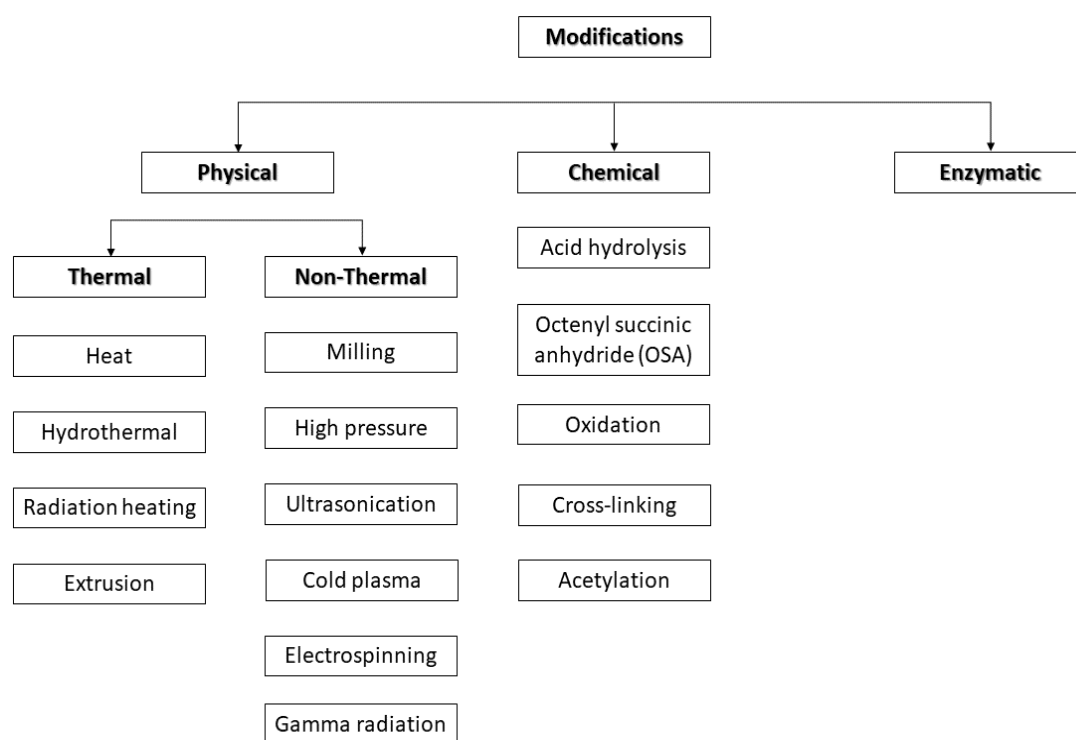 Modifications
Physical
Chemical
Enzymatic
Thermal
Non-Thermal
Heat
Hydrothermal
Radiation heating
Extrusion
Milling
High pressure
Ultrasonication
Cold plasma
Electrospinning
Gamma radiation
Acid hydrolysis
Octenyl succinic
anhydride (OSA)
Oxidation
Cross-linking
Acetylation